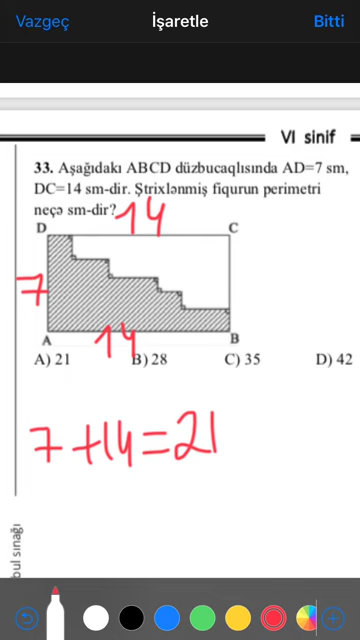 Vazgeç İşaretle Bitti
VI sinif
33. Aşağıdakı ABCD düzbucaqlısında AD=7 sm,
DC=14 sm-dir. Ştrixlənmiş fiqurun perimetri
neçə sm-dir?
14
D C
7
A 14 B
A) 21 B) 28 C) 35 D) 42
7+14=21
bul sınağı